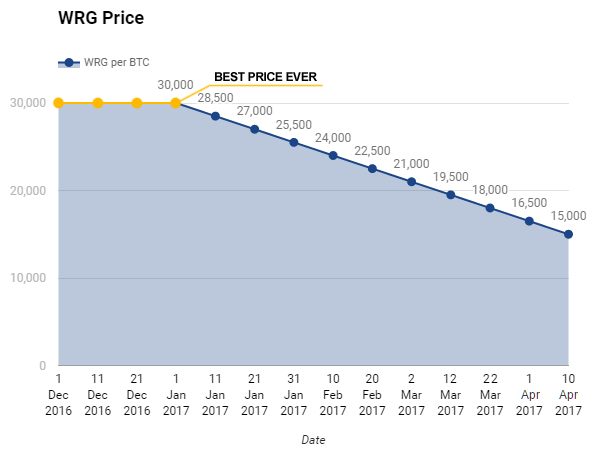 WRG Price
WRG per BTC
BEST PRICE EVER
30,000
28,500
27,000
25,500
24,000
22,500
21,000
19,500
18,000
16,500
15,000
30,000
20,000
10,000
0
1 11 21 1 11 21 31 10 20 2 12 22 1 10
Dec Dec Dec Jan Jan Jan Jan Feb Feb Mar Mar Mar Apr Apr
2016 2016 2016 2017 2017 2017 2017 2017 2017 2017 2017 2017 2017 2017
Date